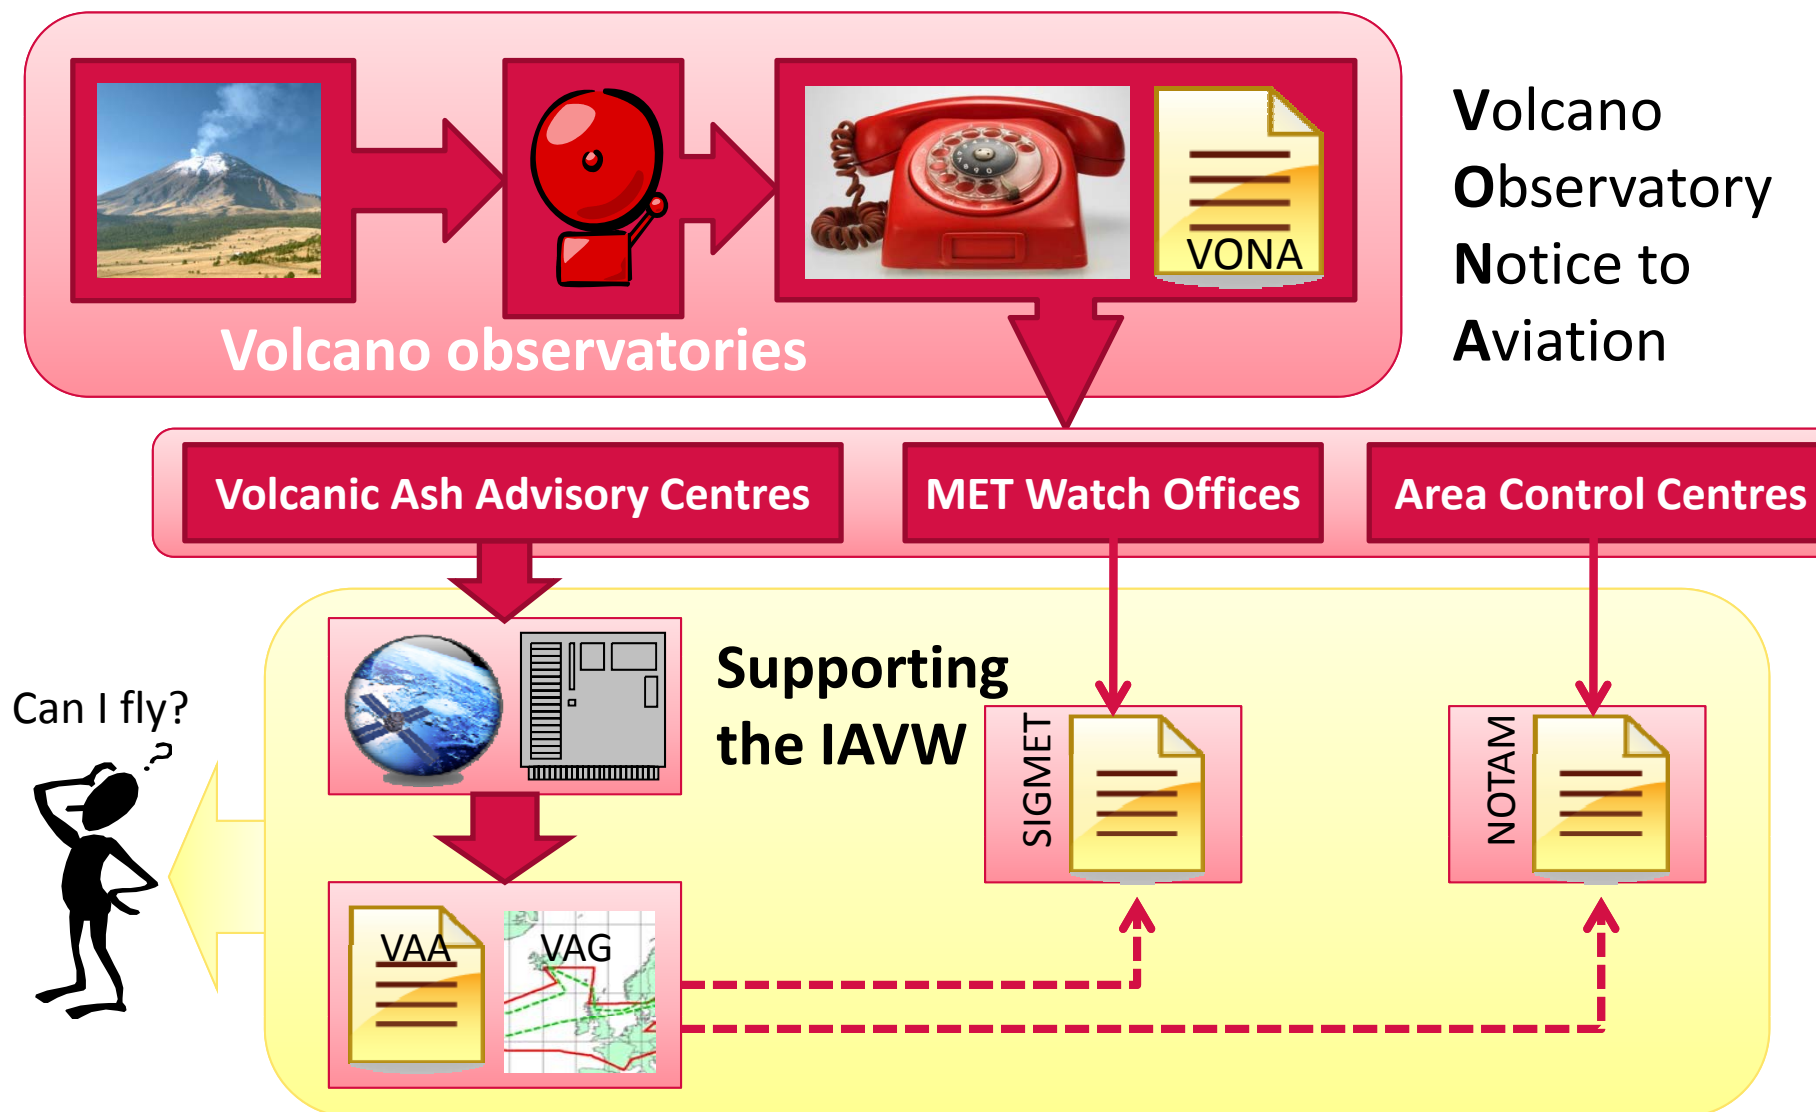 Volcano
Observatory
Notice to
Aviation
VONA
Volcano observatories
Volcanic Ash Advisory Centres
MET Watch Offices
Area Control Centres
Supporting
the IAVW
Can I fly?
?
SIGMET
NOTAM
VAA
VAG